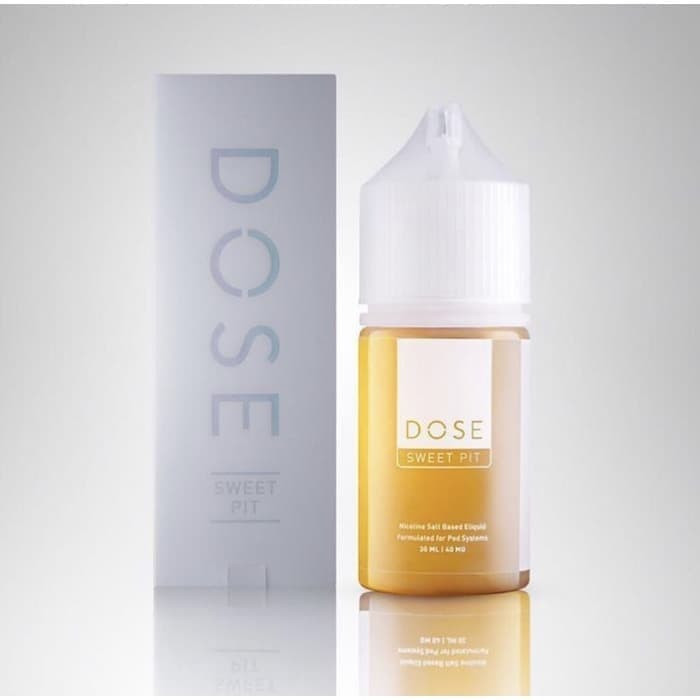 DOSE
SWEET
PIT
DOSE
SWEET PIT
Nicotine Salt Based Eliquid
Formulated for Pod Systems
30 ML | 40 MG